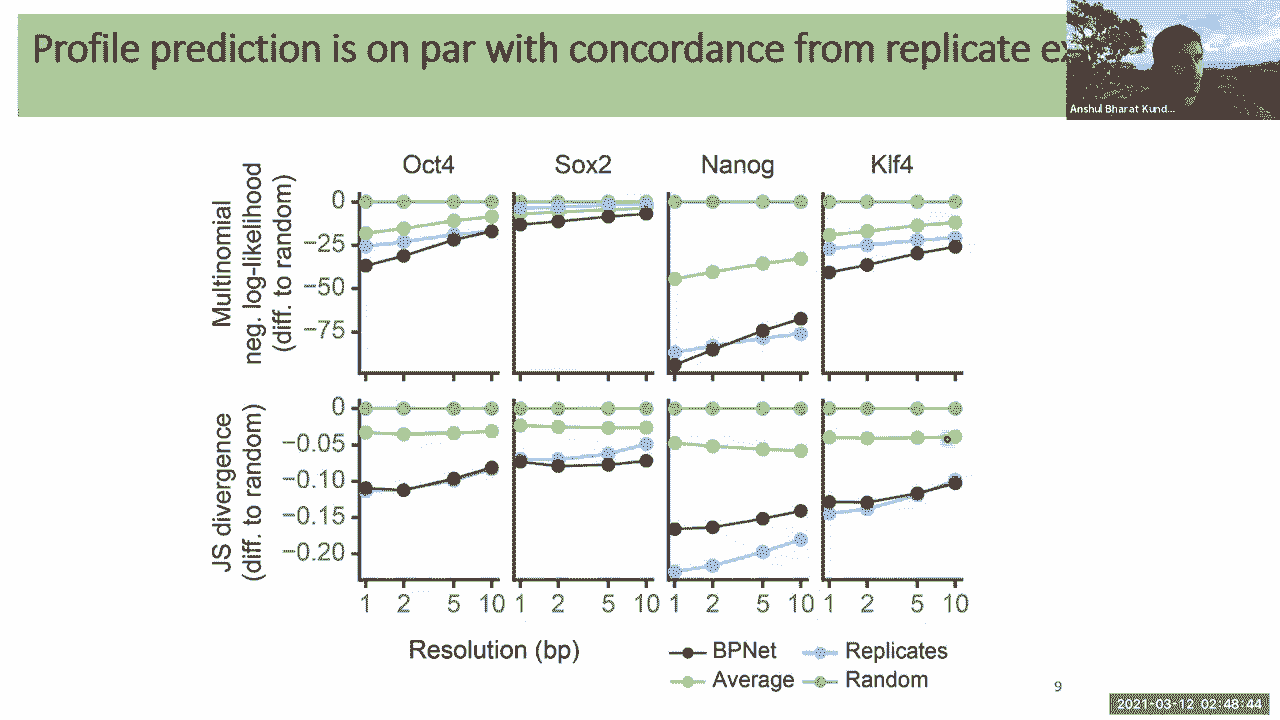 Profile prediction is on par with concordance from replicate
Anshul Bharat Kund...
Oct4 Sox2 Nanog Klf4
Multinomial
neg. log-likelihood
(diff. to random)
0
−25
−50
−75
JS divergence
(diff. to random)
0
−0.05
−0.10
−0.15
−0.20
1 2 5 10 1 2 5 10 1 2 5 10 1 2 5 10
Resolution (bp)
BPNet Replicates
Average Random
9
2021-03-12 02:48:44